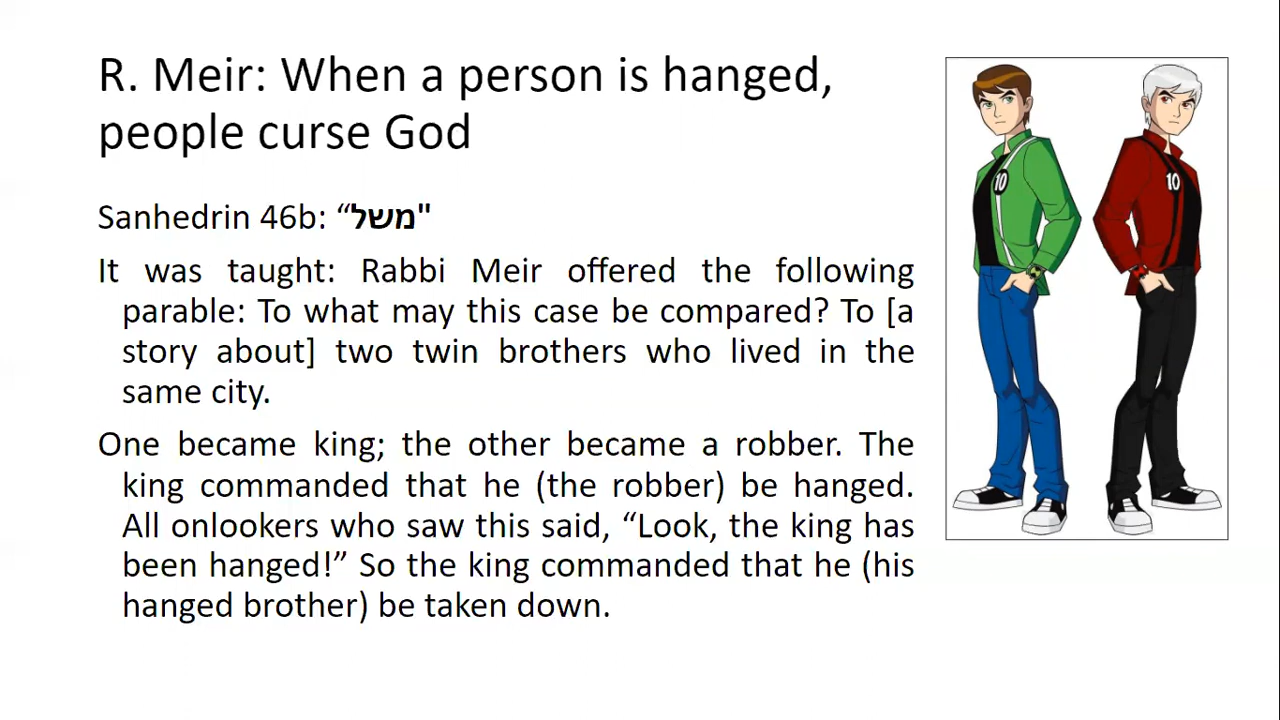 R. Meir: When a person is hanged,
people curse God
Sanhedrin 46b: “משל"
It was taught: Rabbi Meir offered the following
parable: To what may this case be compared? To [a
story about] two twin brothers who lived in the
same city.
One became king; the other became a robber. The
king commanded that he (the robber) be hanged.
All onlookers who saw this said, “Look, the king has
been hanged!” So the king commanded that he (his
hanged brother) be taken down.
10
10